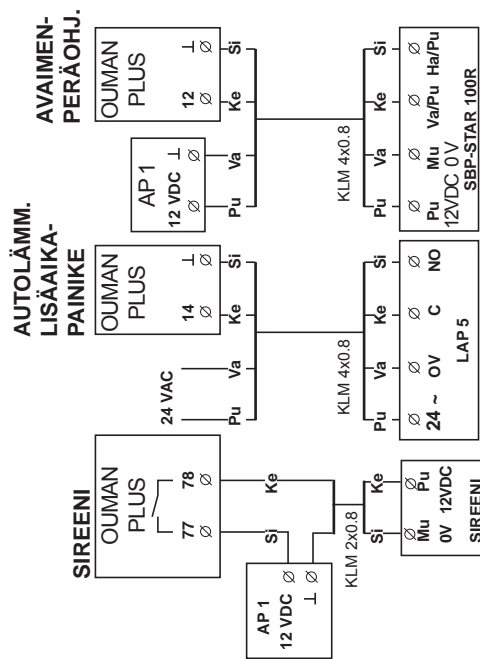 SIREENI
OUMAN
PLUS
77 78
Si Ke
AP 1
12 VDC
⊥
KLM 2x0.8
Si Ke
Mu Pu
0V 12VDC
SIREENI
AUTOLÄMM.
LISÄAIKA-
PAINIKE
24 VAC
OUMAN
PLUS
14 ⊥
Pu Va Ke Si
KLM 4x0.8
Pu Va Ke Si
24 ~ OV C NO
LAP 5
AVAIMEN-
PERÄOHJ.
AP 1
12 VDC ⊥
OUMAN
PLUS
12 ⊥
Pu Va Ke Si
KLM 4x0.8
Pu Va Ke Si
Pu Mu Va/Pu Ha/Pu
12VDC 0V
SBP-STAR 100R